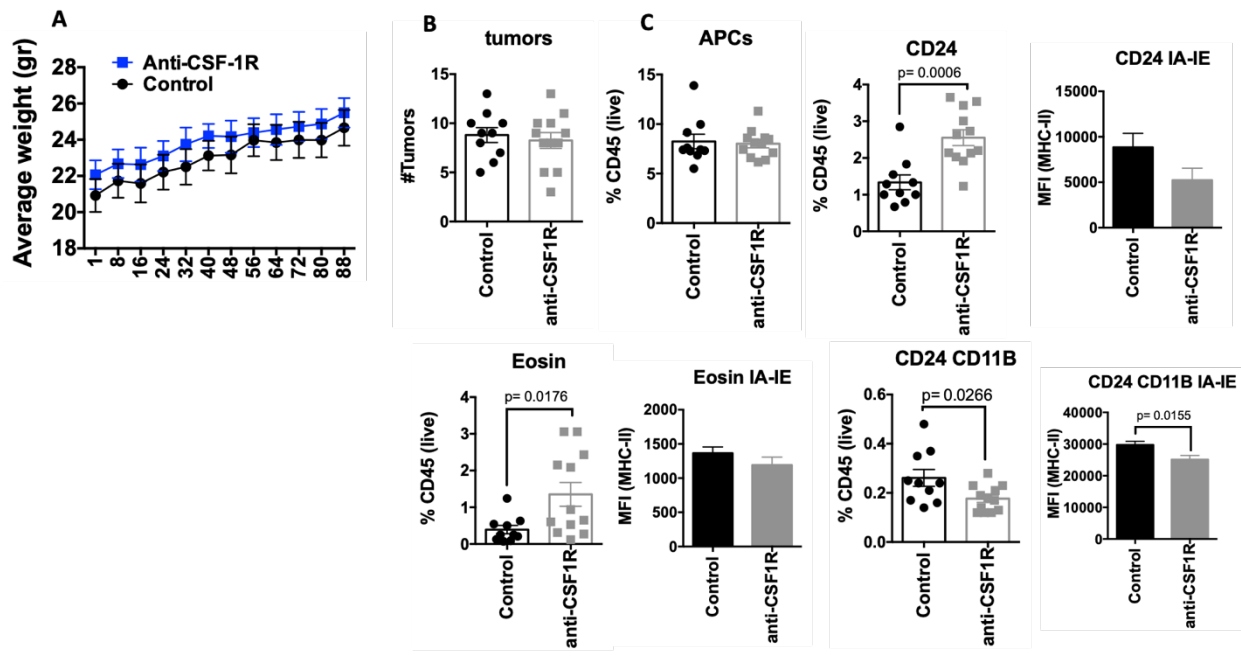 A
Average weight (gr)
28
26
24
22
20
18
Anti-CSF-1R
Control
1
8
16
24
32
40
48
56
64
72
80
88
B
tumors
#Tumors
15
10
5
0
Control
anti-CSF1R-
C
APCs
% CD45 (live)
15
10
5
0
Control
anti-CSF1R-
CD24
p= 0.0006
% CD45 (live)
4
3
2
1
0
Control
anti-CSF1R-
CD24 IA-IE
MFI (MHC-II)
15000
10000
5000
0
Control
anti-CSF1R-
Eosin
p= 0.0176
% CD45 (live)
4
3
2
1
0
Control
anti-CSF1R-
Eosin IA-IE
MFI (MHC-II)
2000
1500
1000
500
0
Control
anti-CSF1R-
CD24 CD11B
p= 0.0266
% CD45 (live)
0.6
0.4
0.2
0.0
Control
anti-CSF1R-
CD24 CD11B IA-IE
p= 0.0155
MFI (MHC-II)
40000
30000
20000
10000
0
Control
anti-CSF1R-